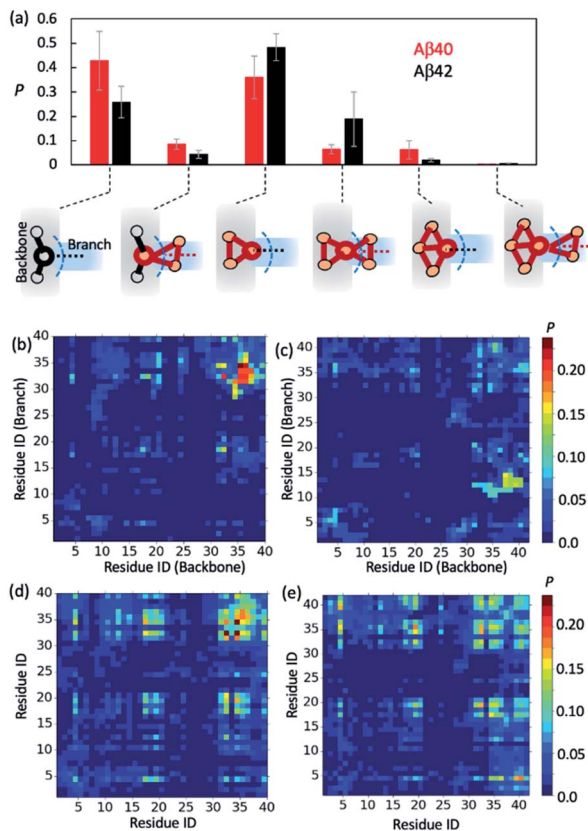 (a)
P
0.6
0.5
0.4
0.3
0.2
0.1
0
Aβ40
Aβ42
Backbone
Branch
(b)
40
35
30
25
20
15
10
5
Residue ID (Branch)
5 10 15 20 25 30 35 40
Residue ID (Backbone)
(c)
40
35
30
25
20
15
10
5
Residue ID (Branch)
5 10 15 20 25 30 35 40
Residue ID (Backbone)
P
0.20
0.15
0.10
0.05
0.00
(d)
40
35
30
25
20
15
10
5
Residue ID
5 10 15 20 25 30 35 40
Residue ID
(e)
40
35
30
25
20
15
10
5
Residue ID
5 10 15 20 25 30 35 40
Residue ID
P
0.20
0.15
0.10
0.05
0.00